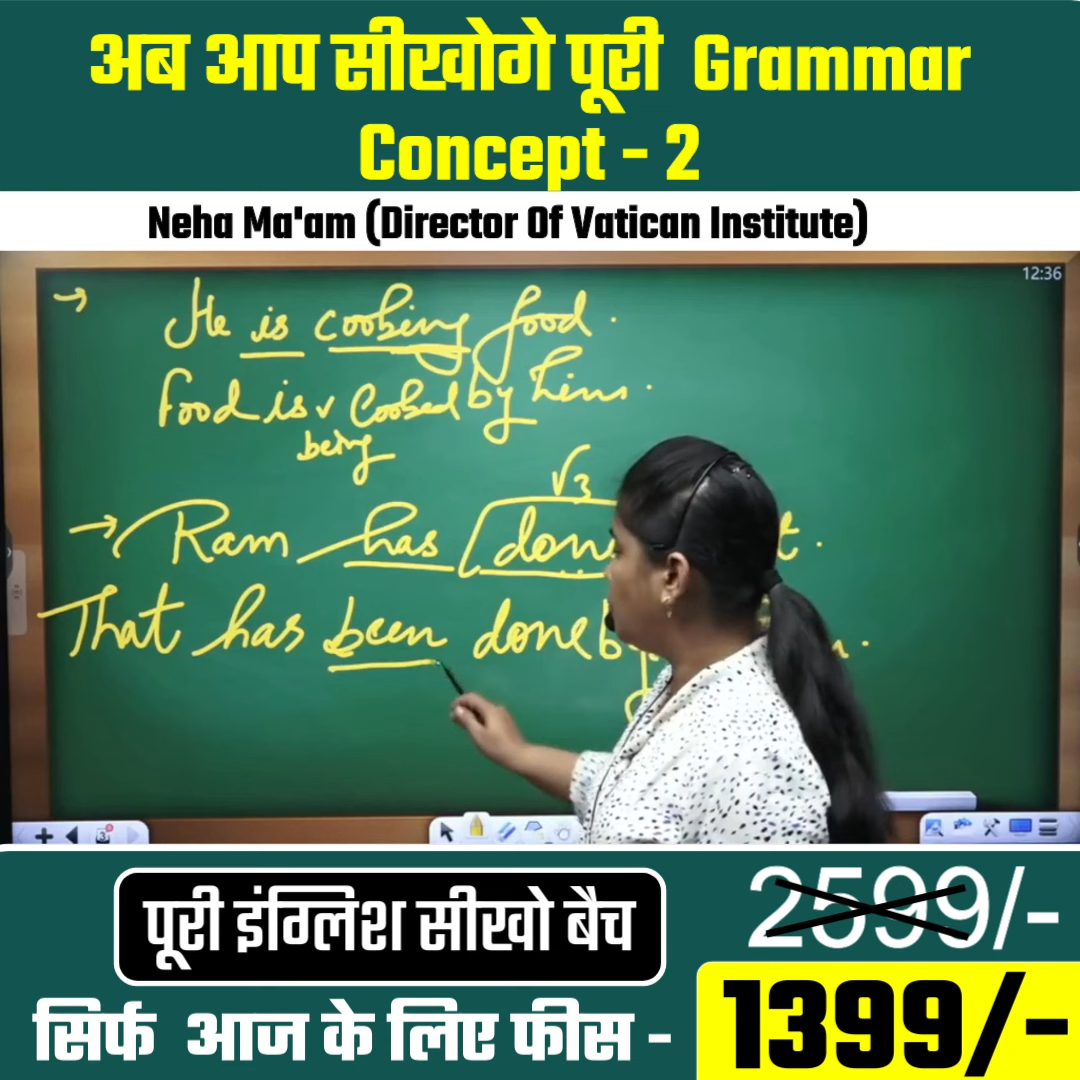 अब आप सीखोगे पूरी Grammar
Concept - 2
Neha Ma'am (Director Of Vatican Institute)
12:36
→ He is cooking food.
Food is ✓ Cooked by him.
being
V3
→ Ram has done t.
That has been done by
पूरी इंग्लिश सीखो बैच
2599/-
सिर्फ आज के लिए फीस -
1399/-